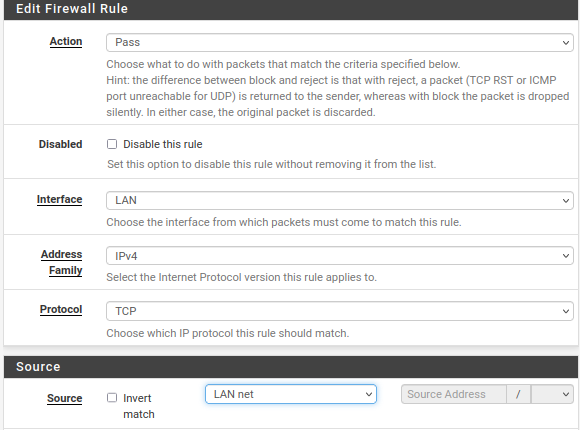 Edit Firewall Rule
Action
Pass
Choose what to do with packets that match the criteria specified below.
Hint: the difference between block and reject is that with reject, a packet (TCP RST or ICMP
port unreachable for UDP) is returned to the sender, whereas with block the packet is dropped
silently. In either case, the original packet is discarded.
Disabled
Disable this rule
Set this option to disable this rule without removing it from the list.
Interface
LAN
Choose the interface from which packets must come to match this rule.
Address
Family
IPv4
Select the Internet Protocol version this rule applies to.
Protocol
TCP
Choose which IP protocol this rule should match.
Source
Source
Invert
match
LAN net
Source Address
/